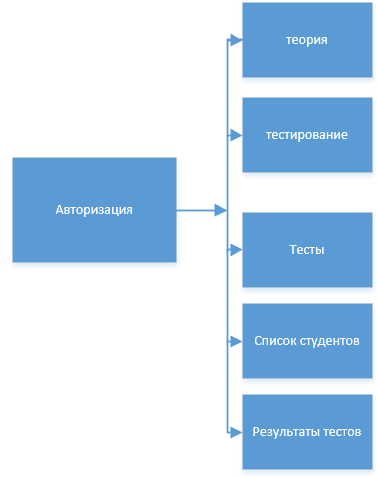 теория
тестирование
Авторизация
Тесты
Список студентов
Результаты тестов